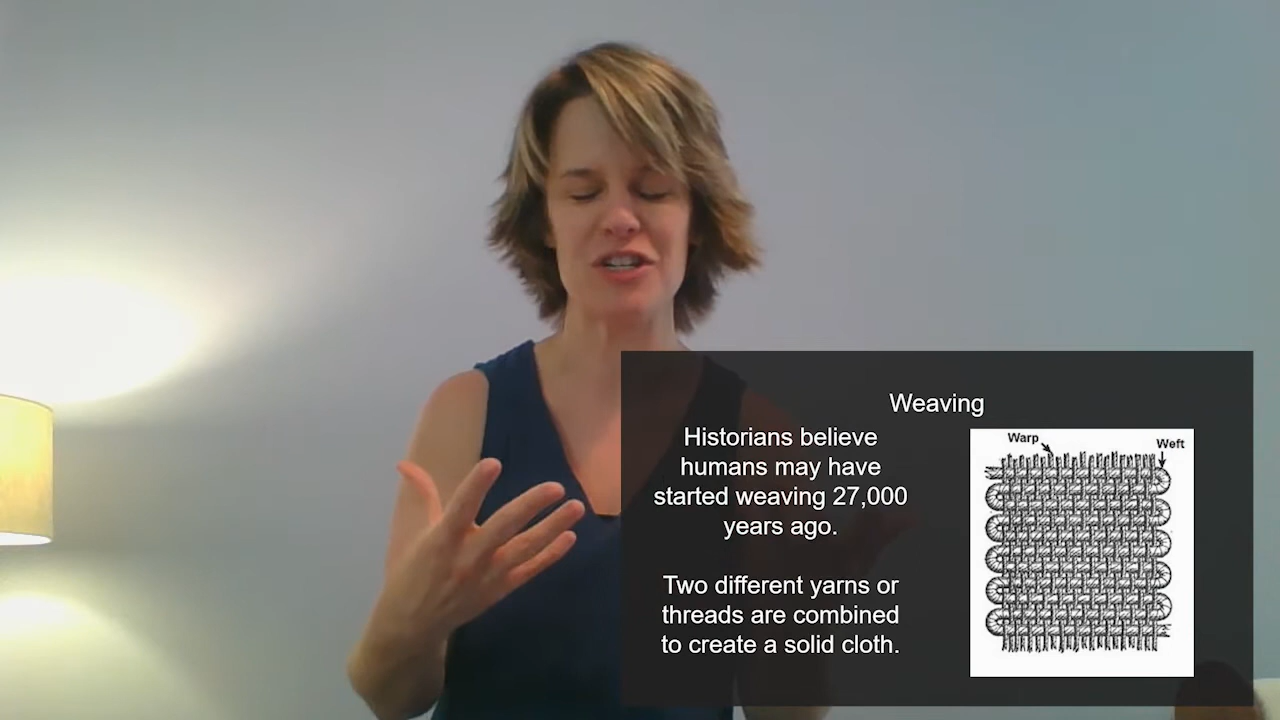 Weaving
Historians believe
humans may have
started weaving 27,000
years ago.
Two different yarns or
threads are combined
to create a solid cloth.
Warp
Weft